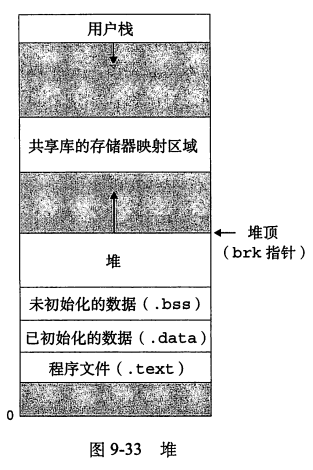 用户栈
共享库的存储器映射区域
堆顶
(brk 指针)
堆
未初始化的数据(.bss)
已初始化的数据(.data)
程序文件(.text)
0
图 9-33 堆